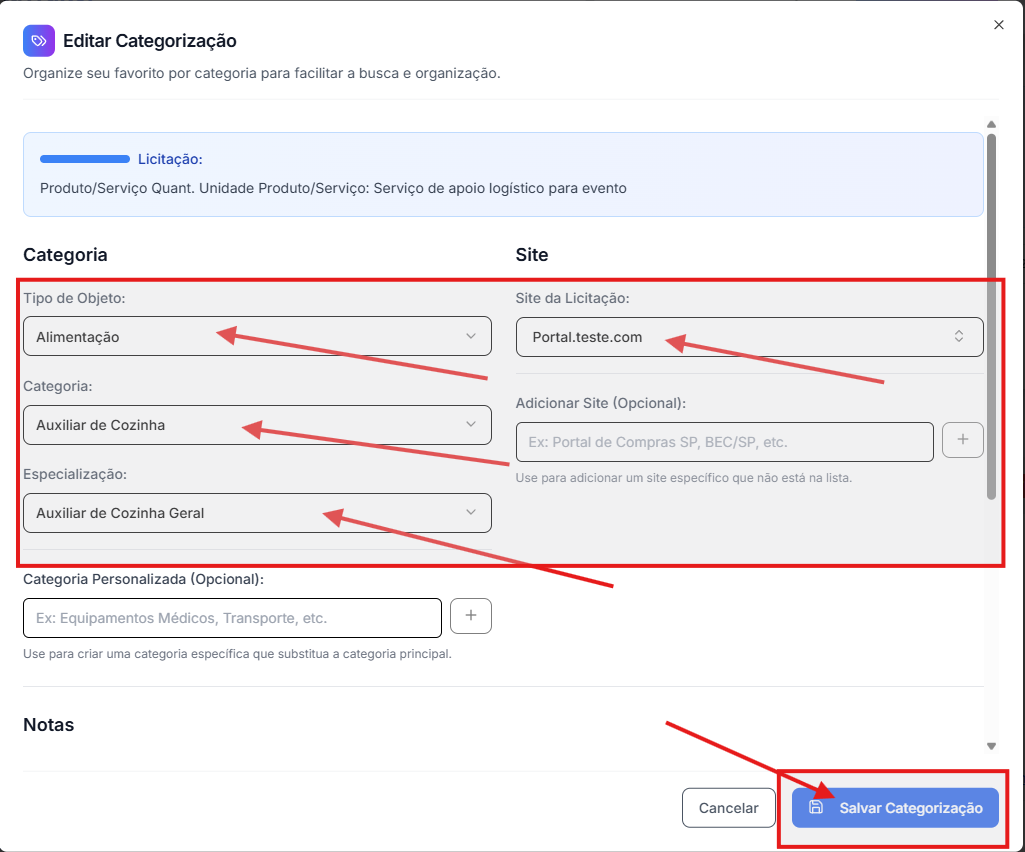 Editar Categorização
Organize seu favorito por categoria para facilitar a busca e organização.
Licitação:
Produto/Serviço Quant. Unidade Produto/Serviço: Serviço de apoio logístico para evento
Categoria
Tipo de Objeto:
Alimentação
Categoria:
Auxiliar de Cozinha
Especialização:
Auxiliar de Cozinha Geral
Categoria Personalizada (Opcional):
Ex: Equipamentos Médicos, Transporte, etc.
Use para criar uma categoria específica que substitua a categoria principal.
Site
Site da Licitação:
Portal.teste.com
Adicionar Site (Opcional):
Ex: Portal de Compras SP, BEC/SP, etc.
Use para adicionar um site específico que não está na lista.
Notas
Cancelar
Salvar Categorização